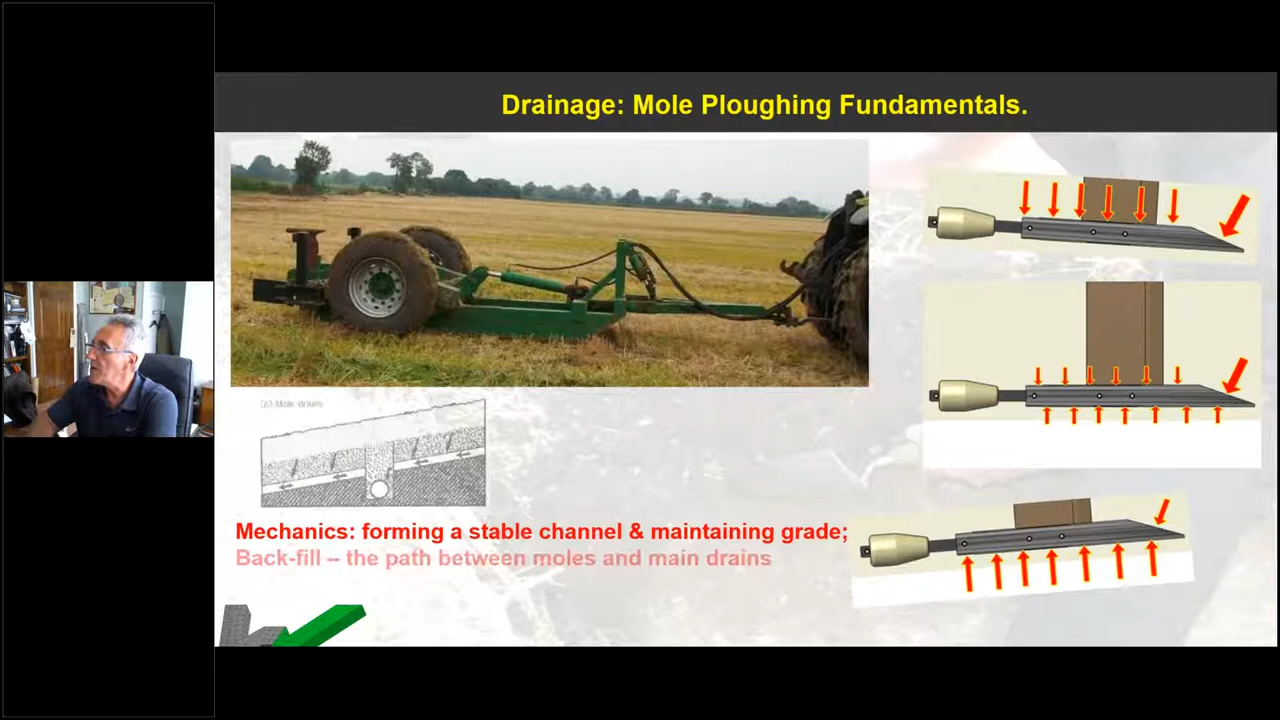 Drainage: Mole Ploughing Fundamentals.
(c) Mole drains
Mechanics: forming a stable channel & maintaining grade;
Back-fill – the path between moles and main drains